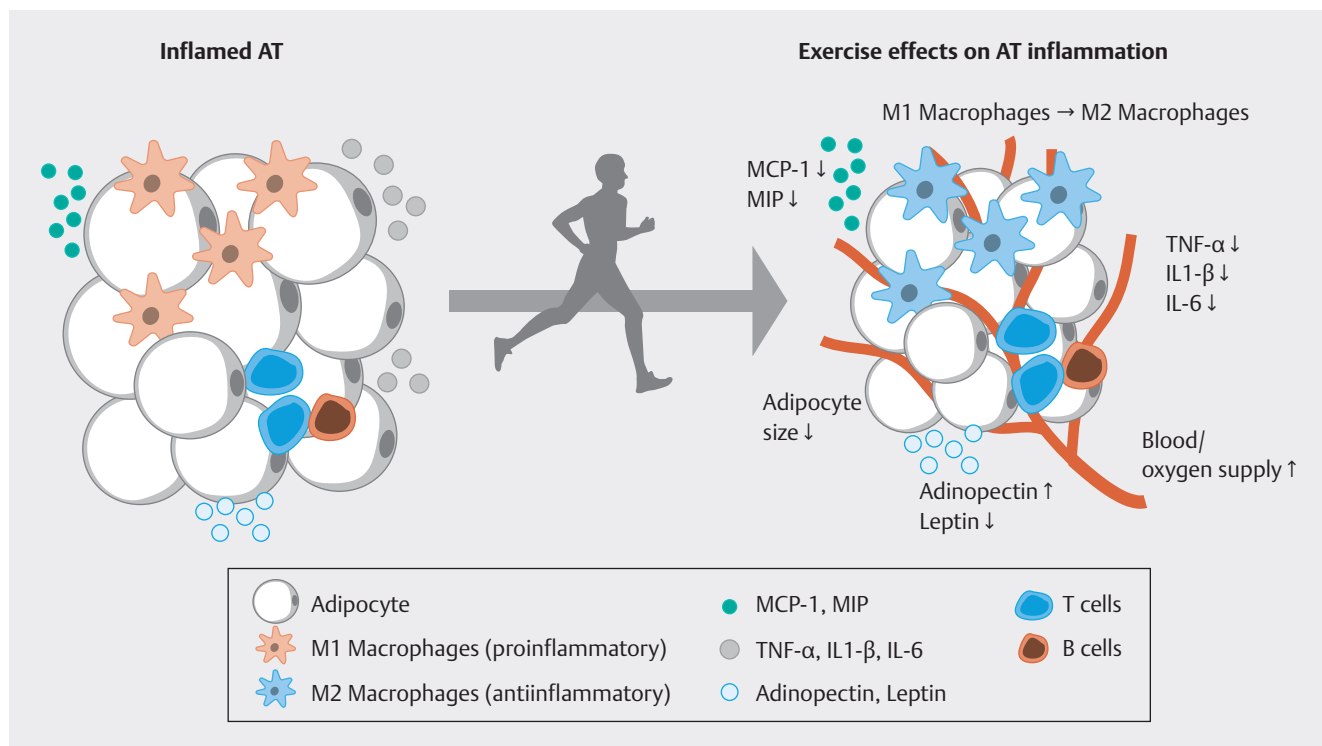 Inflamed AT
Exercise effects on AT inflammation
M1 Macrophages → M2 Macrophages
MCP-1 ↓
MIP ↓
TNF-α ↓
IL1-β ↓
IL-6 ↓
Adipocyte
size ↓
Blood/
oxygen supply ↑
Adinopectin ↑
Leptin ↓
Adipocyte
M1 Macrophages (proinflammatory)
M2 Macrophages (antiinflammatory)
MCP-1, MIP
TNF-α, IL1-β, IL-6
Adinopectin, Leptin
T cells
B cells